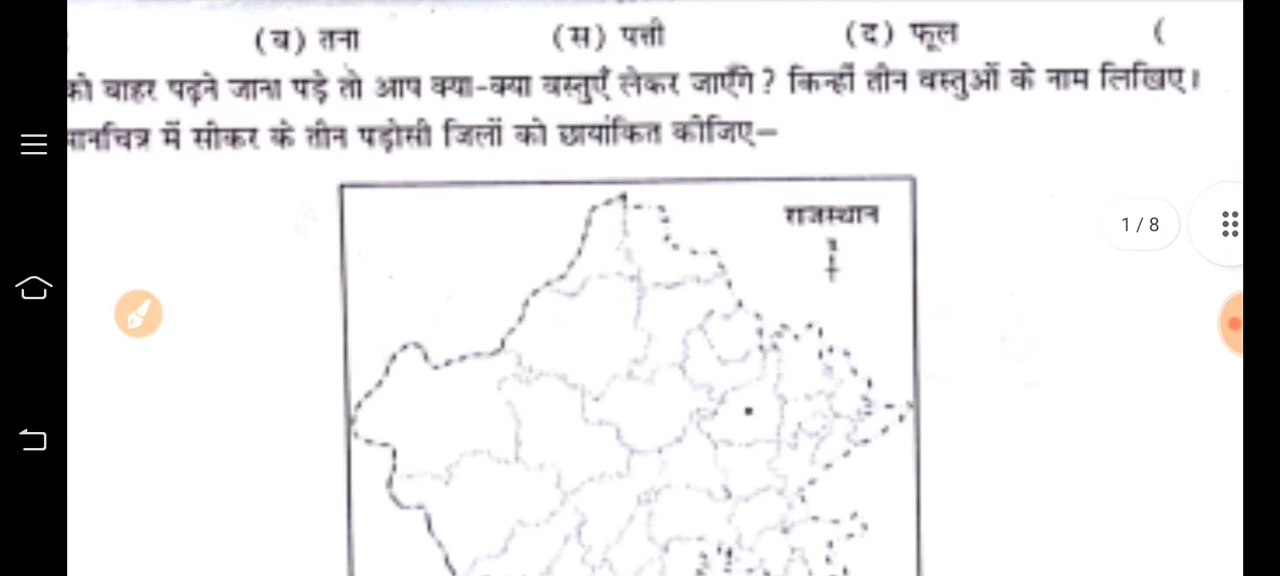 (ब) तना (स) पत्ती (द) फूल (
को बाहर पढ़ने जाना पड़े तो आप क्या-क्या वस्तुएँ लेकर जाएँगे? किन्हीं तीन वस्तुओं के नाम लिखिए।
मानचित्र में सीकर के तीन पड़ोसी जिलों को छायांकित कीजिए–
राजस्थान
1 / 8